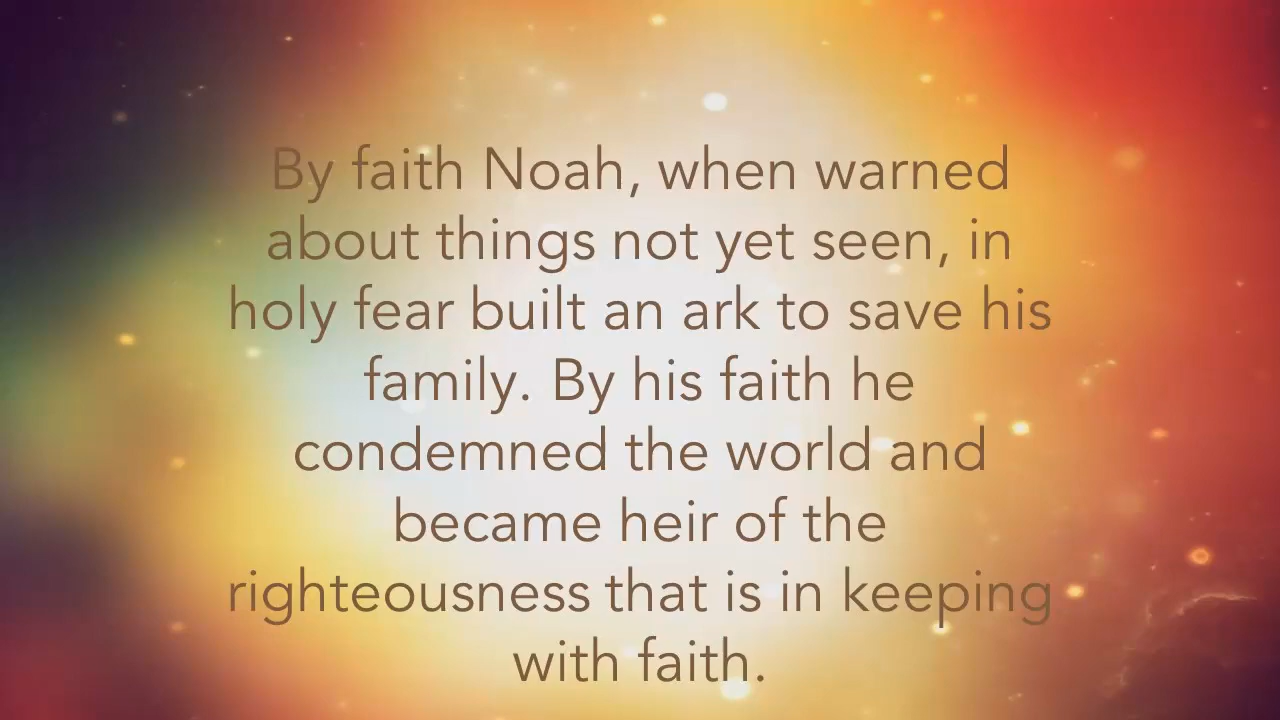 By faith Noah, when warned
about things not yet seen, in
holy fear built an ark to save his
family. By his faith he
condemned the world and
became heir of the
righteousness that is in keeping
with faith.